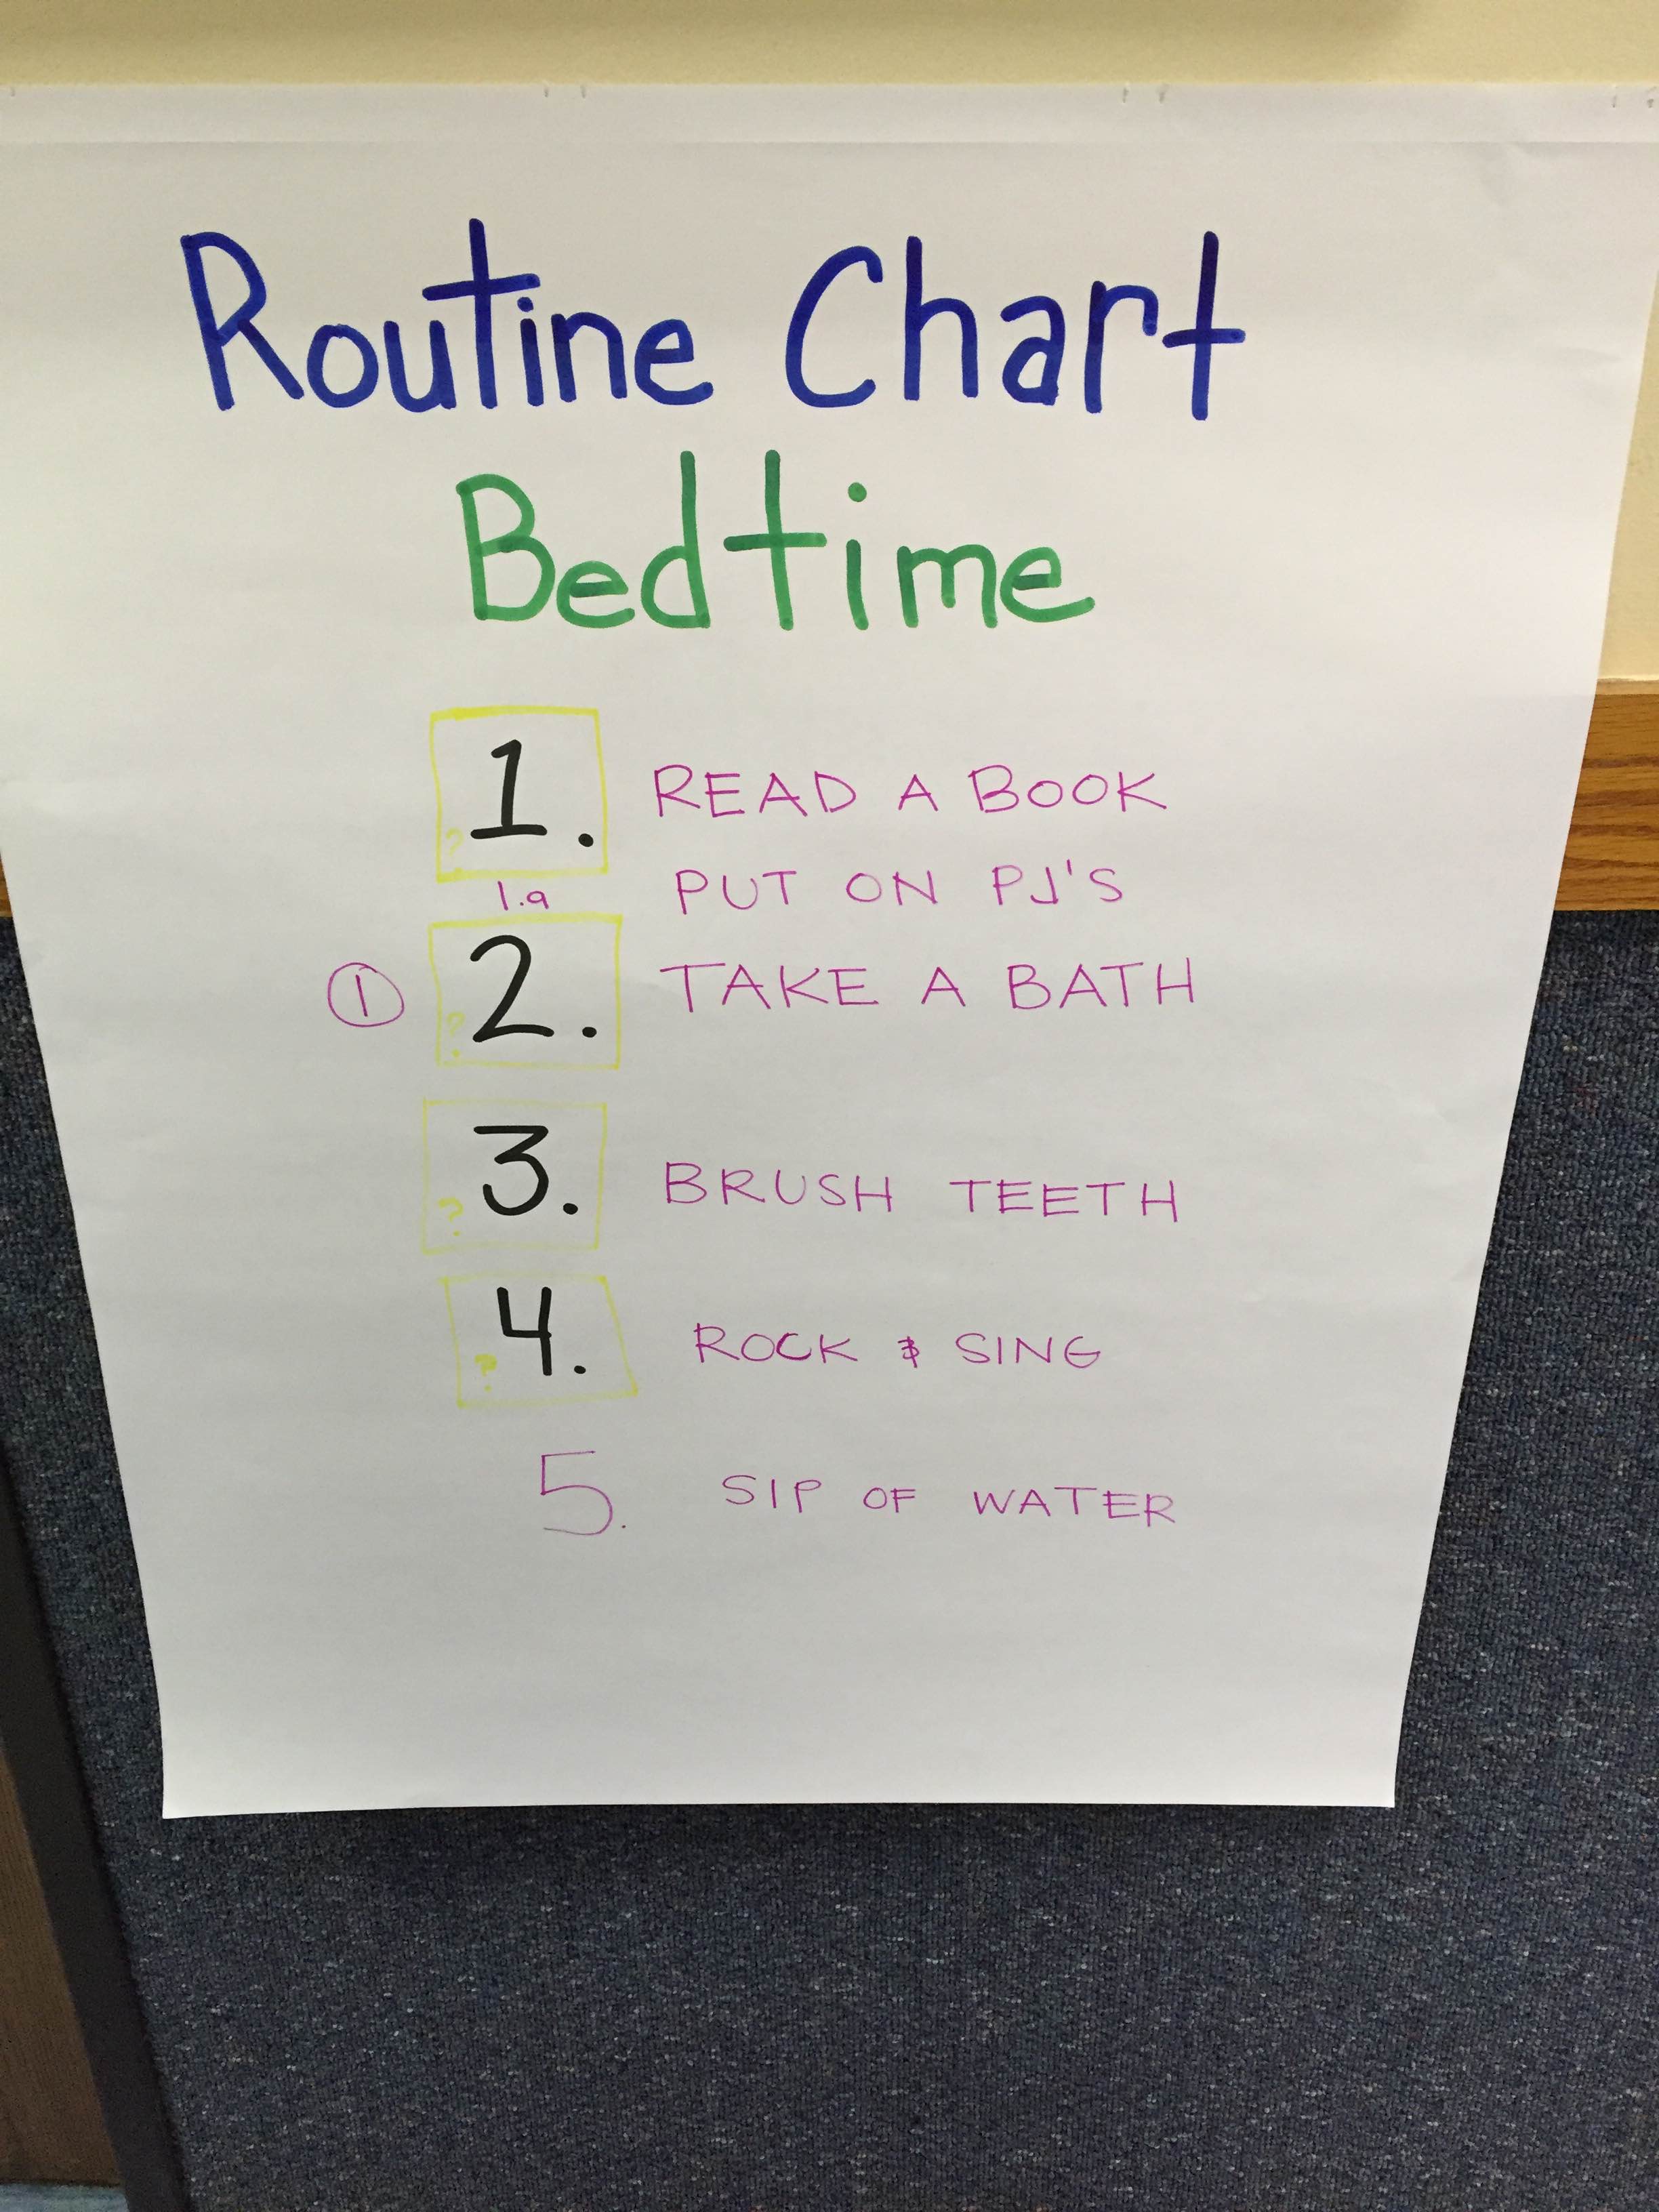 Routine Chart
Bedtime
? 1. READ A BOOK
1.a PUT ON PJ'S
1 ? 2. TAKE A BATH
? 3. BRUSH TEETH
? 4. ROCK & SING
5. SIP OF WATER